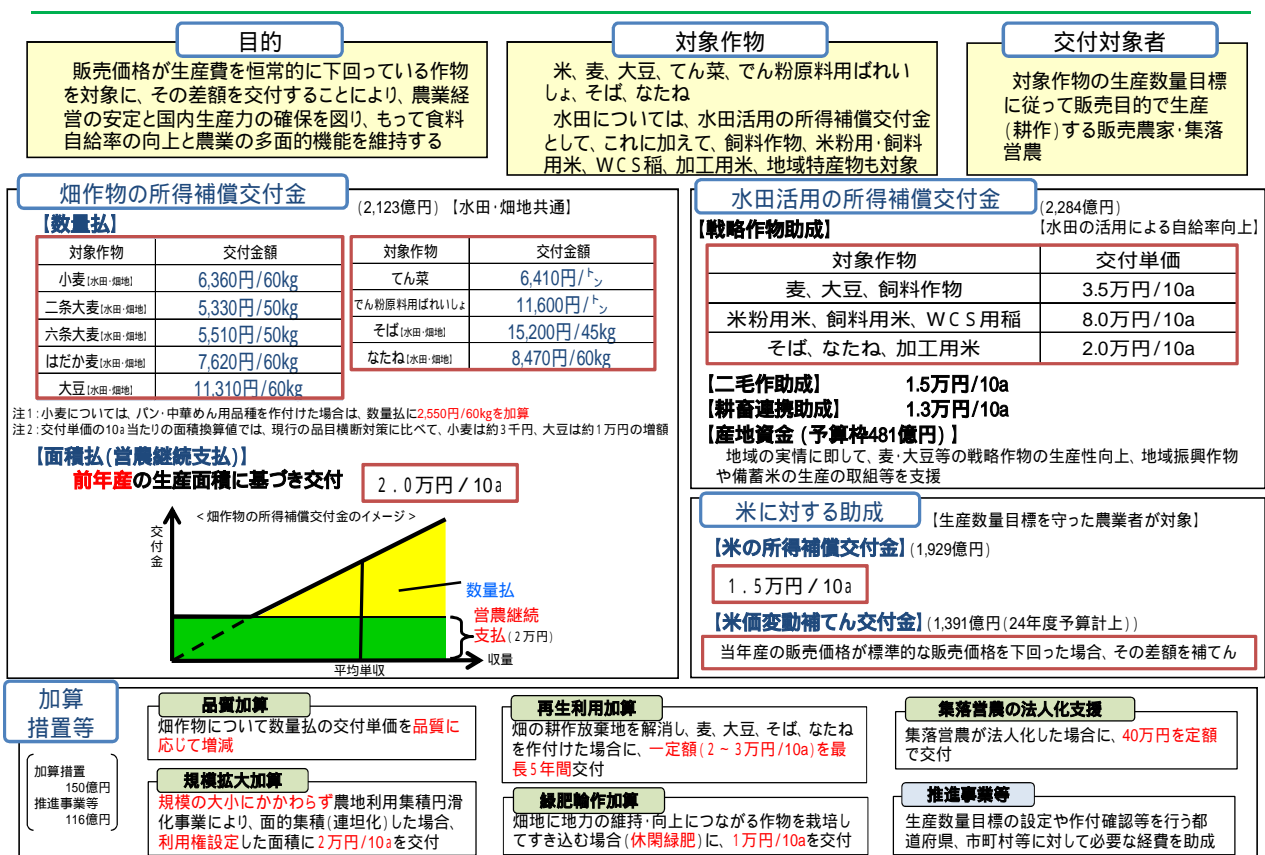 目的
販売価格が生産費を恒常的に下回っている作物
を対象に、その差額を交付することにより、農業経
営の安定と国内生産力の確保を図り、もって食料
自給率の向上と農業の多面的機能を維持する
対象作物
米、麦、大豆、てん菜、でん粉原料用ばれい
しょ、そば、なたね
水田については、水田活用の所得補償交付金
として、これに加えて、飼料作物、米粉用・飼料
用米、WCS稲、加工用米、地域特産物も対象
交付対象者
対象作物の生産数量目標
に従って販売目的で生産
(耕作)する販売農家・集落
営農
畑作物の所得補償交付金
(2,123億円) 【水田・畑地共通】
【数量払】
対象作物 交付金額
小麦【水田・畑地】 6,360円/60kg
二条大麦【水田・畑地】 5,330円/50kg
六条大麦【水田・畑地】 5,510円/50kg
はだか麦【水田・畑地】 7,620円/60kg
大豆【水田・畑地】 11,310円/60kg
対象作物 交付金額
てん菜 6,410円/トン
でん粉原料用ばれいしょ 11,600円/トン
そば【水田・畑地】 15,200円/45kg
なたね【水田・畑地】 8,470円/60kg
注1:小麦については、パン・中華めん用品種を作付けた場合は、数量払に2,550円/60kgを加算
注2:交付単価の10a当たりの面積換算値では、現行の品目横断対策に比べて、小麦は約3千円、大豆は約1万円の増額
【面積払(営農継続支払)】
前年産の生産面積に基づき交付
2.0万円/10a
<畑作物の所得補償交付金のイメージ>
交付金
数量払
営農継続
支払(2万円)
収量
平均単収
水田活用の所得補償交付金
(2,284億円)
【水田の活用による自給率向上】
【戦略作物助成】
対象作物 交付単価
麦、大豆、飼料作物 3.5万円/10a
米粉用米、飼料用米、WCS用稲 8.0万円/10a
そば、なたね、加工用米 2.0万円/10a
【二毛作助成】 1.5万円/10a
【耕畜連携助成】 1.3万円/10a
【産地資金(予算枠481億円)】
地域の実情に即して、麦・大豆等の戦略作物の生産性向上、地域振興作物
や備蓄米の生産の取組等を支援
米に対する助成
【生産数量目標を守った農業者が対象】
【米の所得補償交付金】(1,929億円)
1.5万円/10a
【米価変動補てん交付金】(1,391億円(24年度予算計上))
当年産の販売価格が標準的な販売価格を下回った場合、その差額を補てん
加算
措置等
加算措置
150億円
推進事業等
116億円
品質加算
畑作物について数量払の交付単価を品質に
応じて増減
規模拡大加算
規模の大小にかかわらず農地利用集積円滑
化事業により、面的集積(連坦化)した場合、
利用権設定した面積に2万円/10aを交付
再生利用加算
畑の耕作放棄地を解消し、麦、大豆、そば、なたね
を作付けた場合に、一定額(2~3万円/10a)を最
長5年間交付
緑肥輪作加算
畑地に地力の維持・向上につながる作物を栽培し
てすき込む場合(休閑緑肥)に、1万円/10aを交付
集落営農の法人化支援
集落営農が法人化した場合に、40万円を定額
で交付
推進事業等
生産数量目標の設定や作付確認等を行う都
道府県、市町村等に対して必要な経費を助成